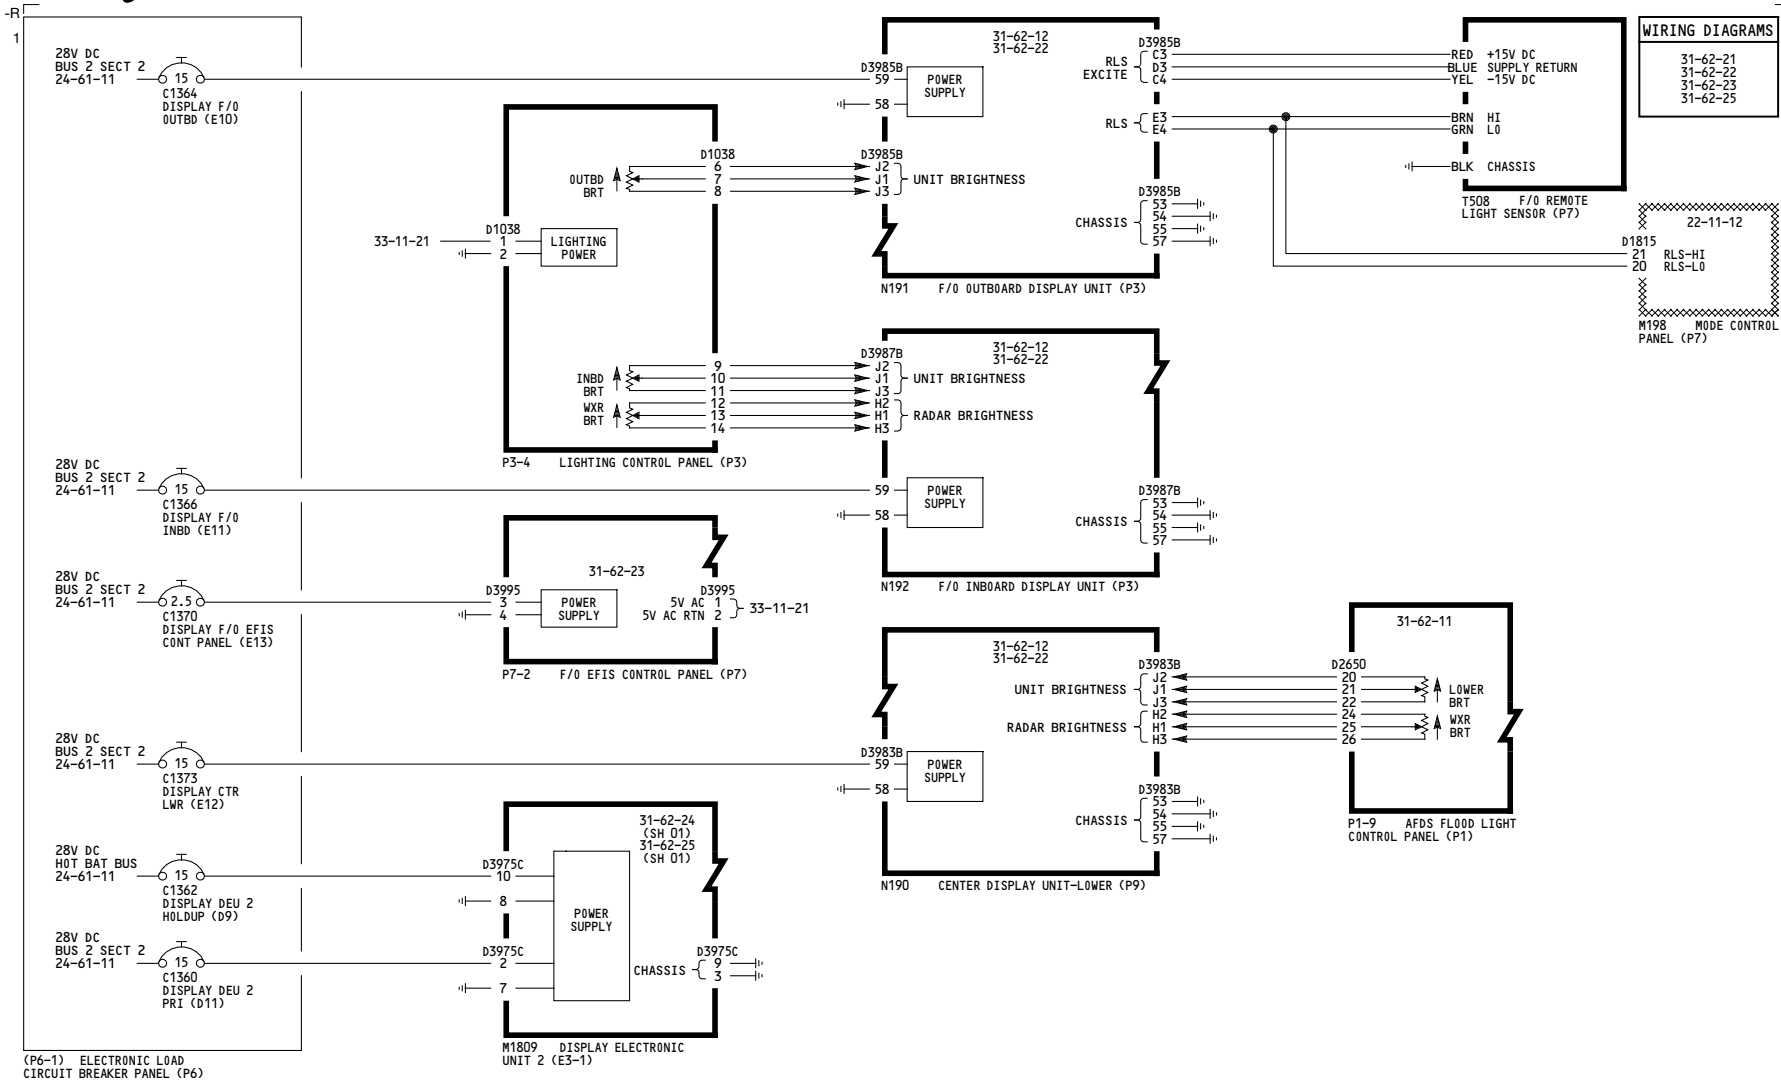 -R
1
28V DC
BUS 2 SECT 2
24-61-11
15
C1364
DISPLAY F/O
OUTBD (E10)
28V DC
BUS 2 SECT 2
24-61-11
15
C1366
DISPLAY F/O
INBD (E11)
28V DC
BUS 2 SECT 2
24-61-11
2.5
C1370
DISPLAY F/O EFIS
CONT PANEL (E13)
28V DC
BUS 2 SECT 2
24-61-11
15
C1373
DISPLAY CTR
LWR (E12)
28V DC
HOT BAT BUS
24-61-11
15
C1362
DISPLAY DEU 2
HOLDUP (D9)
28V DC
BUS 2 SECT 2
24-61-11
15
C1360
DISPLAY DEU 2
PRI (D11)
(P6-1) ELECTRONIC LOAD
CIRCUIT BREAKER PANEL (P6)
33-11-21
D1038
1
2
LIGHTING
POWER
OUTBD
BRT
D1038
6
7
8
INBD
BRT
WXR
BRT
9
10
11
12
13
14
P3-4 LIGHTING CONTROL PANEL (P3)
31-62-23
D3995
3
4
POWER
SUPPLY
D3995
5V AC 1
5V AC RTN 2
33-11-21
P7-2 F/O EFIS CONTROL PANEL (P7)
31-62-24
(SH 01)
31-62-25
(SH 01)
D3975C
10
8
D3975C
2
7
POWER
SUPPLY
CHASSIS
D3975C
9
3
M1809 DISPLAY ELECTRONIC
UNIT 2 (E3-1)
31-62-12
31-62-22
D3985B
59
58
POWER
SUPPLY
D3985B
J2
J1
J3
UNIT BRIGHTNESS
RLS
EXCITE
D3985B
C3
D3
C4
RLS
E3
E4
CHASSIS
D3985B
53
54
55
57
N191 F/O OUTBOARD DISPLAY UNIT (P3)
31-62-12
31-62-22
D3987B
J2
J1
J3
UNIT BRIGHTNESS
H2
H1
H3
RADAR BRIGHTNESS
59
58
POWER
SUPPLY
CHASSIS
D3987B
53
54
55
57
N192 F/O INBOARD DISPLAY UNIT (P3)
31-62-12
31-62-22
D3983B
59
58
POWER
SUPPLY
UNIT BRIGHTNESS
RADAR BRIGHTNESS
D3983B
J2
J1
J3
H2
H1
H3
CHASSIS
D3983B
53
54
55
57
N190 CENTER DISPLAY UNIT-LOWER (P9)
RED +15V DC
BLUE SUPPLY RETURN
YEL -15V DC
BRN HI
GRN LO
BLK CHASSIS
T508 F/O REMOTE
LIGHT SENSOR (P7)
WIRING DIAGRAMS
31-62-21
31-62-22
31-62-23
31-62-25
22-11-12
D1815
21 RLS-HI
20 RLS-LO
M198 MODE CONTROL
PANEL (P7)
31-62-11
D2650
20
21
22
24
25
26
LOWER
BRT
WXR
BRT
P1-9 AFDS FLOOD LIGHT
CONTROL PANEL (P1)